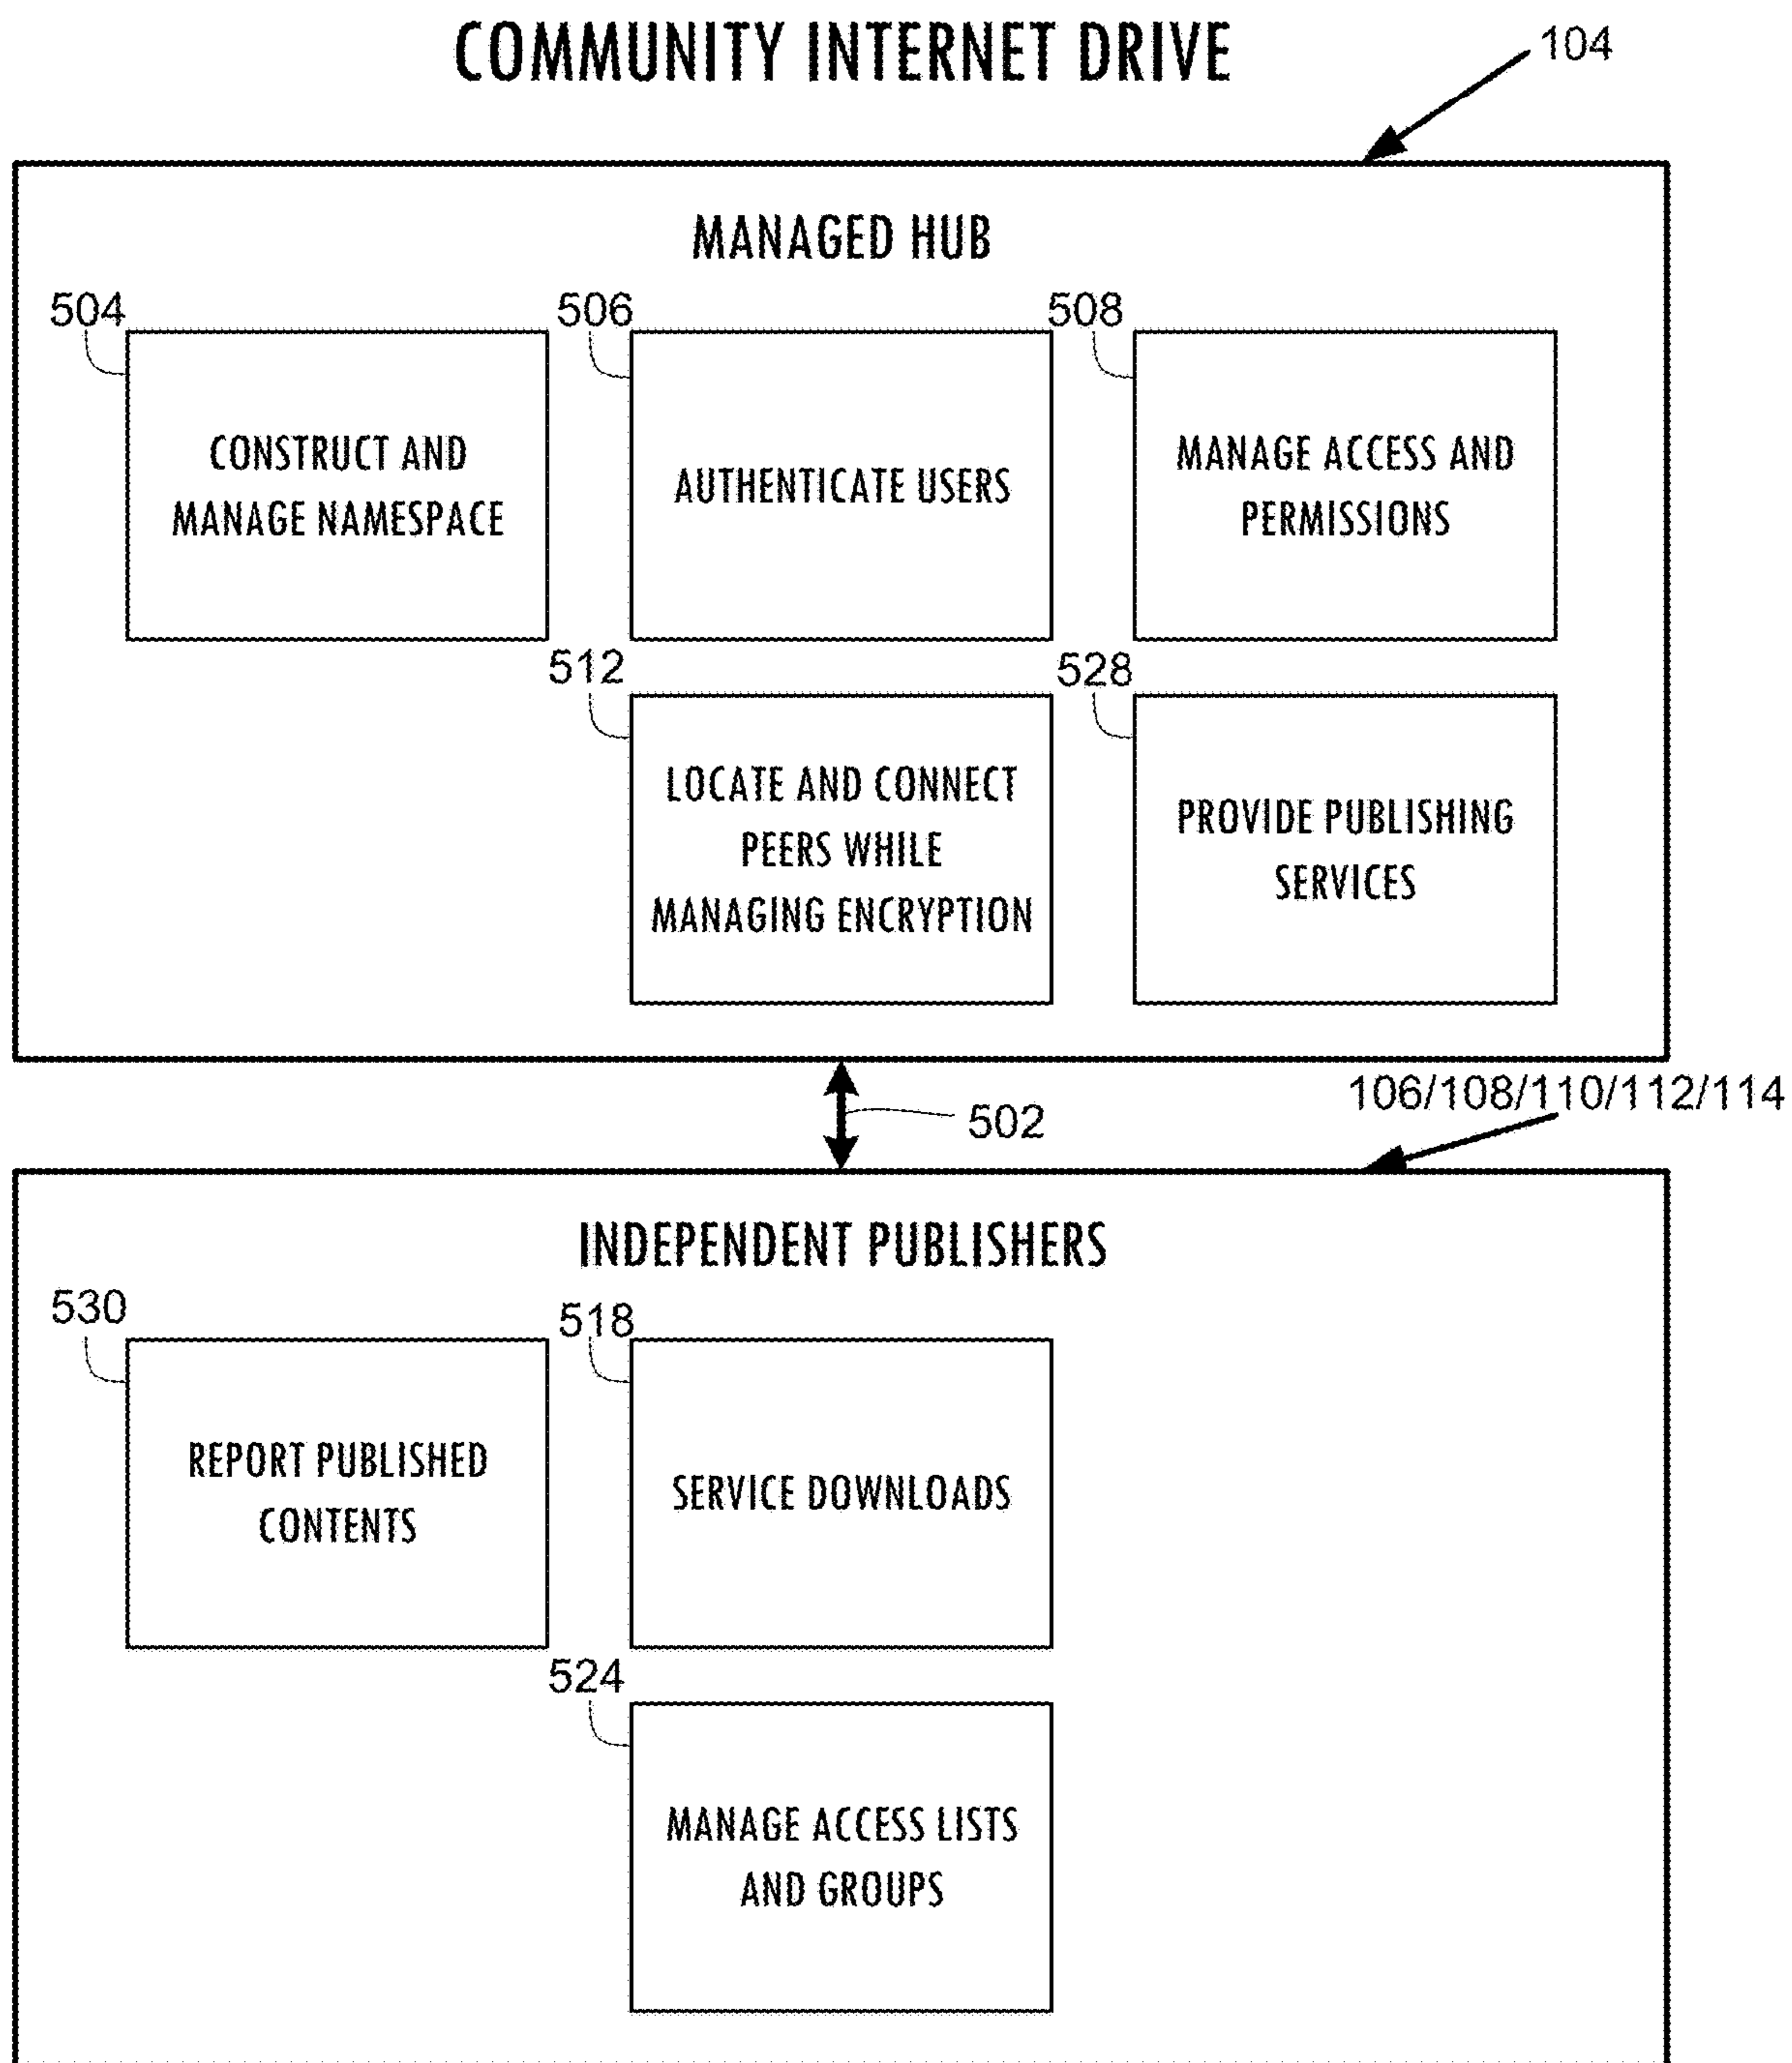 COMMUNITY INTERNET DRIVE
104
MANAGED HUB
504
506
508
CONSTRUCT AND
MANAGE NAMESPACE
AUTHENTICATE USERS
MANAGE ACCESS AND
PERMISSIONS
512
528
LOCATE AND CONNECT
PEERS WHILE
MANAGING ENCRYPTION
PROVIDE PUBLISHING
SERVICES
106/108/110/112/114
502
INDEPENDENT PUBLISHERS
530
518
REPORT PUBLISHED
CONTENTS
SERVICE DOWNLOADS
524
MANAGE ACCESS LISTS
AND GROUPS